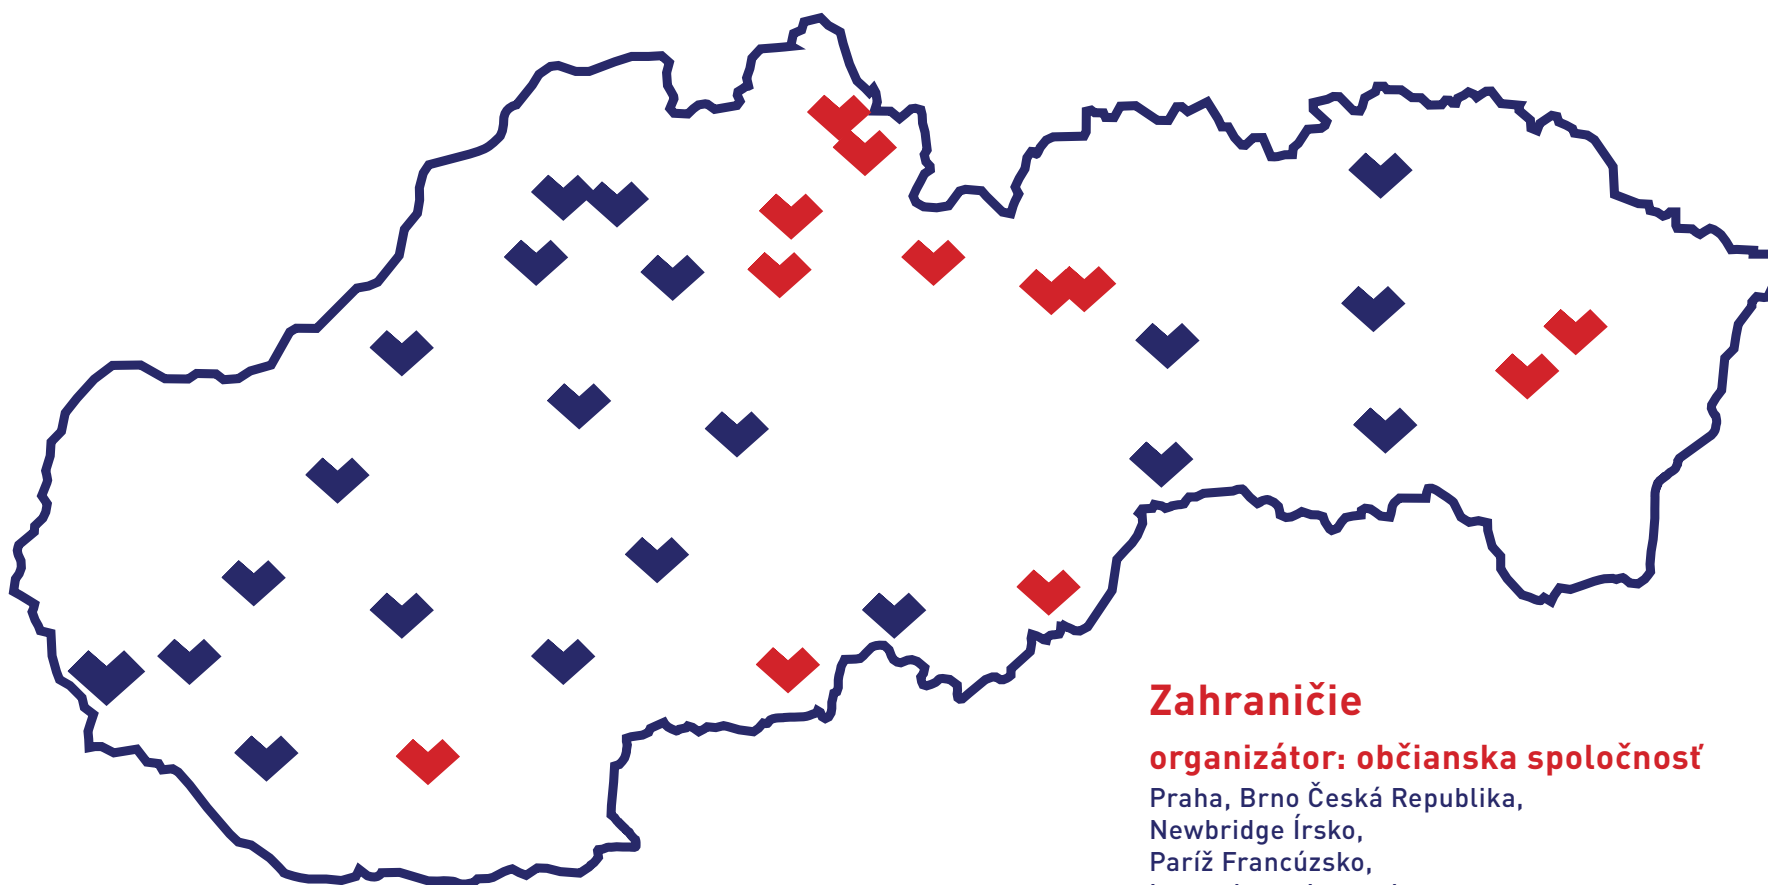 Zahraničie
organizátor: občianska spoločnosť
Praha, Brno Česká Republika,
Newbridge Írsko,
Paríž Francúzsko,